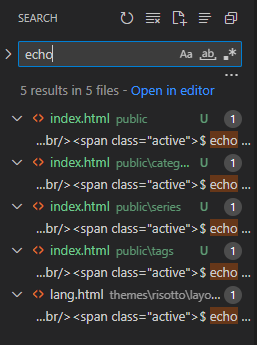 SEARCH
echo
Aa ab .*
5 results in 5 files - Open in editor
index.html public U 1
...br/><span class="active">$ echo ...
index.html public\categ... U 1
...br/><span class="active">$ echo ...
index.html public\series U 1
...br/><span class="active">$ echo ...
index.html public\tags U 1
...br/><span class="active">$ echo ...
lang.html themes\risotto\layo... 1
...br/><span class="active">$ echo ...